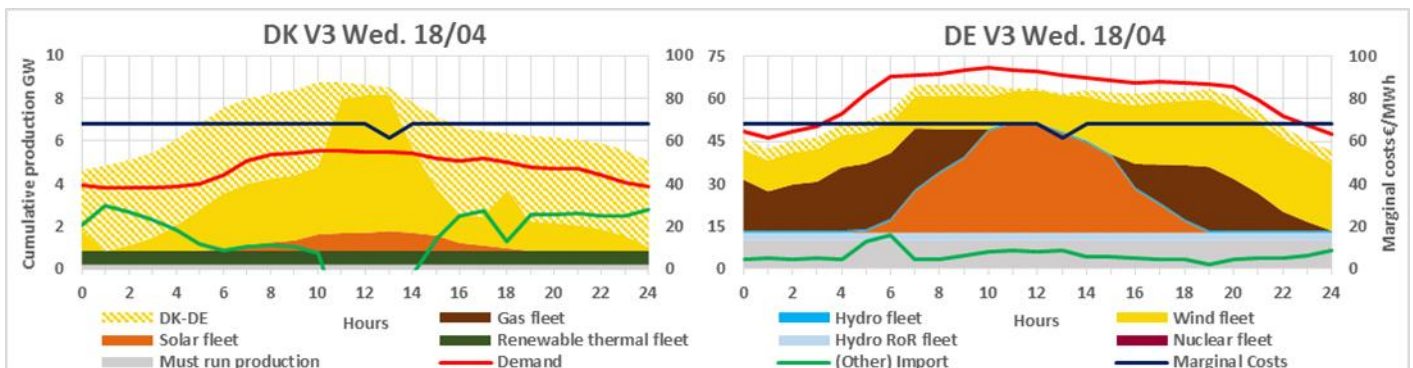 DK V3 Wed. 18/04
DE V3 Wed. 18/04
Cumulative production GW
10
8
6
4
2
0
100
80
60
40
20
0
75
60
45
30
15
0
100
80
60
40
20
0
Marginal costs €/MWh
0 2 4 6 8 10 12 14 16 18 20 22 24
0 2 4 6 8 10 12 14 16 18 20 22 24
Hours
Hours
DK-DE Gas fleet Hydro fleet Wind fleet
Solar fleet Renewable thermal fleet Hydro RoR fleet Nuclear fleet
Must run production Demand (Other) Import Marginal Costs